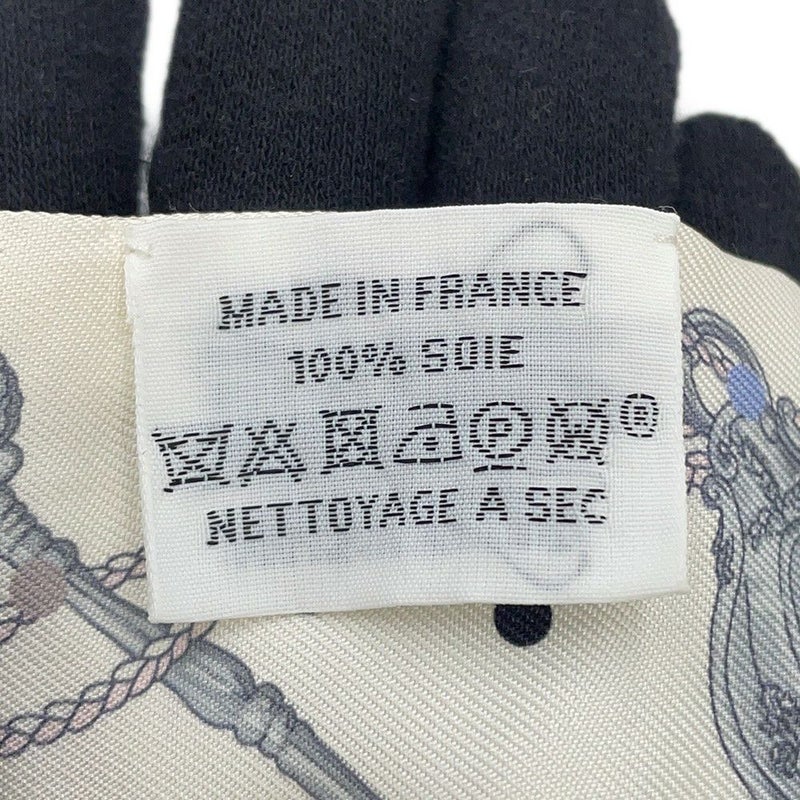 MADE IN FRANCE
100% SOIE
P ®
NETTOYAGE A SEC